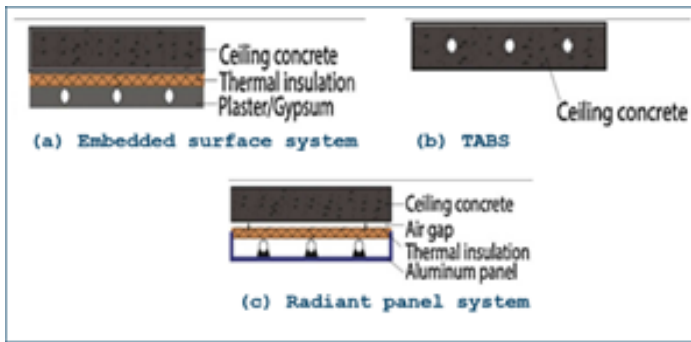 Ceiling concrete
Thermal insulation
Plaster/Gypsum
(a) Embedded surface system
Ceiling concrete
(b) TABS
Ceiling concrete
Air gap
Thermal insulation
Aluminum panel
(c) Radiant panel system